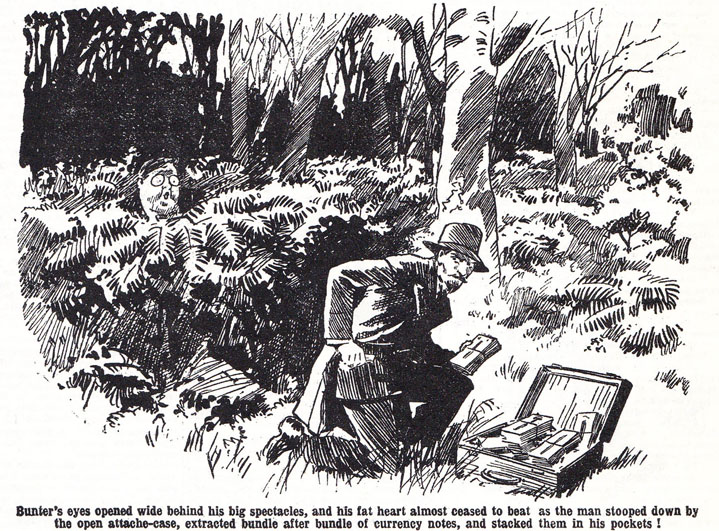 Bunter's eyes opened wide behind his big spectacles, and his fat heart almost ceased to beat as the man stooped down by
the open attache-case, extracted bundle after bundle of currency notes, and stacked them in his pockets !